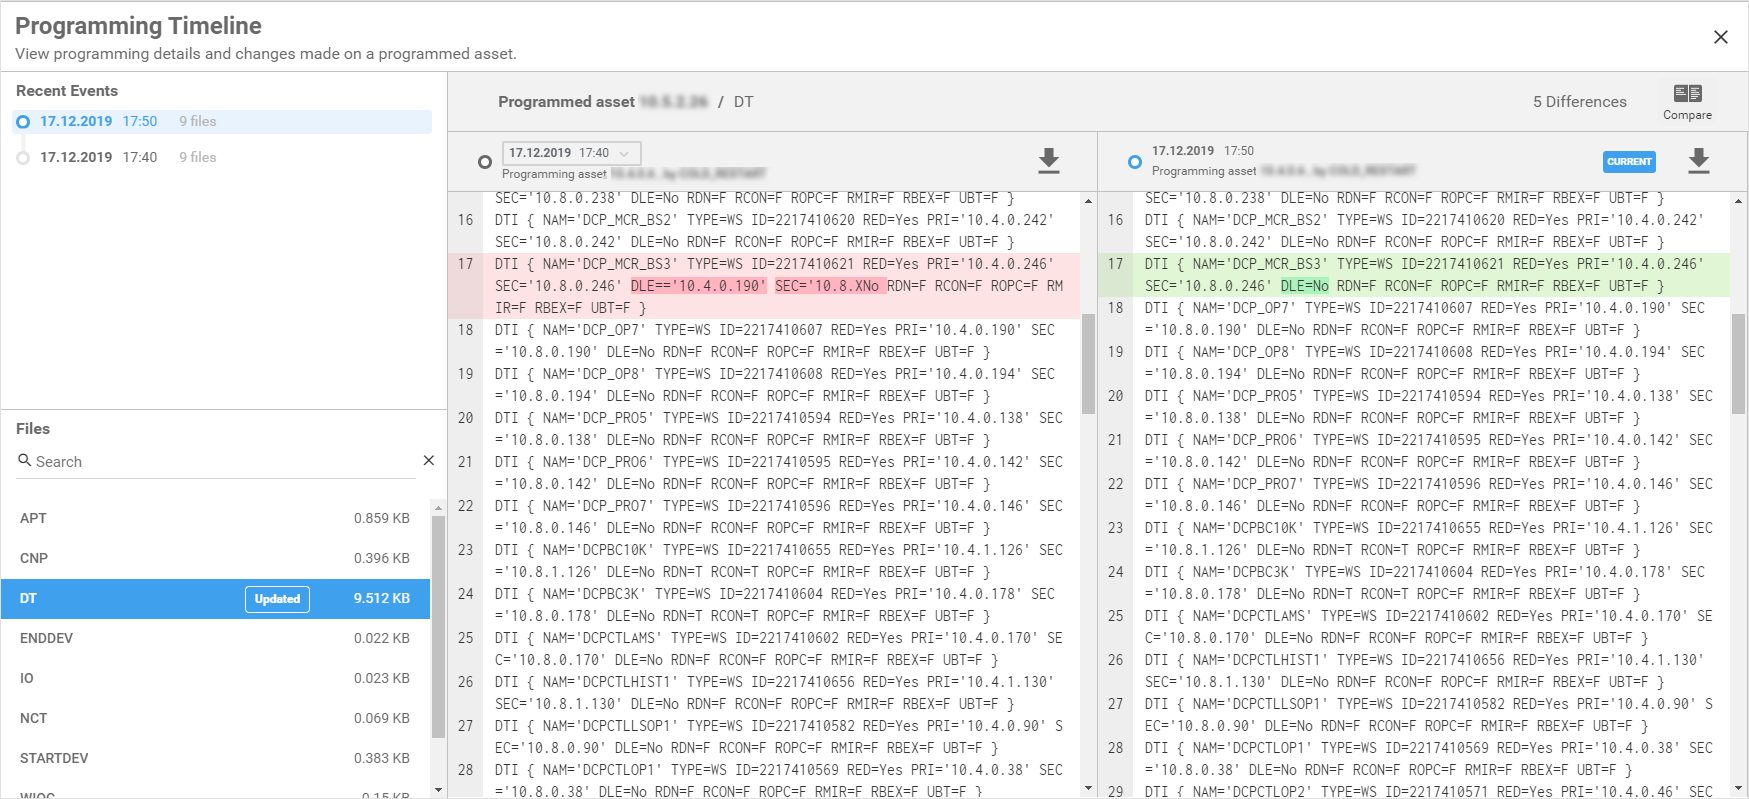 Programming Timeline
View programming details and changes made on a programmed asset.
Recent Events
17.12.2019 17:50 9 files
17.12.2019 17:40 9 files
Programmed asset / DT
5 Differences
Compare
17.12.2019 17:40
Programming asset
17.12.2019 17:50
Programming asset
CURRENT
SEC='10.8.0.238' DLE=No RDN=F RCON=F ROPC=F RMIR=F RBEX=F UBT=F }
16 DTI { NAM='DCP_MCR_BS2' TYPE=WS ID=2217410620 RED=Yes PRI='10.4.0.242'
SEC='10.8.0.242' DLE=No RDN=F RCON=F ROPC=F RMIR=F RBEX=F UBT=F }
17 DTI { NAM='DCP_MCR_BS3' TYPE=WS ID=2217410621 RED=Yes PRI='10.4.0.246'
SEC='10.8.0.246' DLE=='10.4.0.190' SEC='10.8.XNo RDN=F RCON=F ROPC=F RM
IR=F RBEX=F UBT=F }
18 DTI { NAM='DCP_OP7' TYPE=WS ID=2217410607 RED=Yes PRI='10.4.0.190' SEC
='10.8.0.190' DLE=No RDN=F RCON=F ROPC=F RMIR=F RBEX=F UBT=F }
19 DTI { NAM='DCP_OP8' TYPE=WS ID=2217410608 RED=Yes PRI='10.4.0.194' SEC
='10.8.0.194' DLE=No RDN=F RCON=F ROPC=F RMIR=F RBEX=F UBT=F }
20 DTI { NAM='DCP_PRO5' TYPE=WS ID=2217410594 RED=Yes PRI='10.4.0.138' SEC
='10.8.0.138' DLE=No RDN=F RCON=F ROPC=F RMIR=F RBEX=F UBT=F }
21 DTI { NAM='DCP_PRO6' TYPE=WS ID=2217410595 RED=Yes PRI='10.4.0.142' SEC
='10.8.0.142' DLE=No RDN=F RCON=F ROPC=F RMIR=F RBEX=F UBT=F }
22 DTI { NAM='DCP_PRO7' TYPE=WS ID=2217410596 RED=Yes PRI='10.4.0.146' SEC
='10.8.0.146' DLE=No RDN=F RCON=F ROPC=F RMIR=F RBEX=F UBT=F }
23 DTI { NAM='DCPBC10K' TYPE=WS ID=2217410655 RED=Yes PRI='10.4.1.126' SEC
='10.8.1.126' DLE=No RDN=T RCON=T ROPC=F RMIR=F RBEX=F UBT=F }
24 DTI { NAM='DCPBC3K' TYPE=WS ID=2217410604 RED=Yes PRI='10.4.0.178' SEC
='10.8.0.178' DLE=No RDN=T RCON=T ROPC=F RMIR=F RBEX=F UBT=F }
25 DTI { NAM='DCPCTLAMS' TYPE=WS ID=2217410602 RED=Yes PRI='10.4.0.170' SE
C='10.8.0.170' DLE=No RDN=F RCON=F ROPC=F RMIR=F RBEX=F UBT=F }
26 DTI { NAM='DCPCTLHIST1' TYPE=WS ID=2217410656 RED=Yes PRI='10.4.1.130'
SEC='10.8.1.130' DLE=No RDN=F RCON=F ROPC=F RMIR=F RBEX=F UBT=F }
27 DTI { NAM='DCPCTLLSOP1' TYPE=WS ID=2217410582 RED=Yes PRI='10.4.0.90' S
EC='10.8.0.90' DLE=No RDN=F RCON=F ROPC=F RMIR=F RBEX=F UBT=F }
28 DTI { NAM='DCPCTLOP1' TYPE=WS ID=2217410569 RED=Yes PRI='10.4.0.38' SEC
='10.8.0.38' DLE=No RDN=F RCON=F ROPC=F RMIR=F RBEX=F UBT=F }
SEC='10.8.0.238' DLE=No RDN=F RCON=F ROPC=F RMIR=F RBEX=F UBT=F }
16 DTI { NAM='DCP_MCR_BS2' TYPE=WS ID=2217410620 RED=Yes PRI='10.4.0.242'
SEC='10.8.0.242' DLE=No RDN=F RCON=F ROPC=F RMIR=F RBEX=F UBT=F }
17 DTI { NAM='DCP_MCR_BS3' TYPE=WS ID=2217410621 RED=Yes PRI='10.4.0.246'
SEC='10.8.0.246' DLE=No RDN=F RCON=F ROPC=F RMIR=F RBEX=F UBT=F }
18 DTI { NAM='DCP_OP7' TYPE=WS ID=2217410607 RED=Yes PRI='10.4.0.190' SEC
='10.8.0.190' DLE=No RDN=F RCON=F ROPC=F RMIR=F RBEX=F UBT=F }
19 DTI { NAM='DCP_OP8' TYPE=WS ID=2217410608 RED=Yes PRI='10.4.0.194' SEC
='10.8.0.194' DLE=No RDN=F RCON=F ROPC=F RMIR=F RBEX=F UBT=F }
20 DTI { NAM='DCP_PRO5' TYPE=WS ID=2217410594 RED=Yes PRI='10.4.0.138' SEC
='10.8.0.138' DLE=No RDN=F RCON=F ROPC=F RMIR=F RBEX=F UBT=F }
21 DTI { NAM='DCP_PRO6' TYPE=WS ID=2217410595 RED=Yes PRI='10.4.0.142' SEC
='10.8.0.142' DLE=No RDN=F RCON=F ROPC=F RMIR=F RBEX=F UBT=F }
22 DTI { NAM='DCP_PRO7' TYPE=WS ID=2217410596 RED=Yes PRI='10.4.0.146' SEC
='10.8.0.146' DLE=No RDN=F RCON=F ROPC=F RMIR=F RBEX=F UBT=F }
23 DTI { NAM='DCPBC10K' TYPE=WS ID=2217410655 RED=Yes PRI='10.4.1.126' SEC
='10.8.1.126' DLE=No RDN=T RCON=T ROPC=F RMIR=F RBEX=F UBT=F }
24 DTI { NAM='DCPBC3K' TYPE=WS ID=2217410604 RED=Yes PRI='10.4.0.178' SEC
='10.8.0.178' DLE=No RDN=T RCON=T ROPC=F RMIR=F RBEX=F UBT=F }
25 DTI { NAM='DCPCTLAMS' TYPE=WS ID=2217410602 RED=Yes PRI='10.4.0.170' SE
C='10.8.0.170' DLE=No RDN=F RCON=F ROPC=F RMIR=F RBEX=F UBT=F }
26 DTI { NAM='DCPCTLHIST1' TYPE=WS ID=2217410656 RED=Yes PRI='10.4.1.130'
SEC='10.8.1.130' DLE=No RDN=F RCON=F ROPC=F RMIR=F RBEX=F UBT=F }
27 DTI { NAM='DCPCTLLSOP1' TYPE=WS ID=2217410582 RED=Yes PRI='10.4.0.90' S
EC='10.8.0.90' DLE=No RDN=F RCON=F ROPC=F RMIR=F RBEX=F UBT=F }
28 DTI { NAM='DCPCTLOP1' TYPE=WS ID=2217410569 RED=Yes PRI='10.4.0.38' SEC
='10.8.0.38' DLE=No RDN=F RCON=F ROPC=F RMIR=F RBEX=F UBT=F }
29 DTI { NAM='DCPCTLOP2' TYPE=WS ID=2217410571 RED=Yes PRI='10.4.0.46' SEC
Files
Search
APT 0.859 KB
CNP 0.396 KB
DT Updated 9.512 KB
ENDDEV 0.022 KB
IO 0.023 KB
NCT 0.069 KB
STARTDEV 0.383 KB